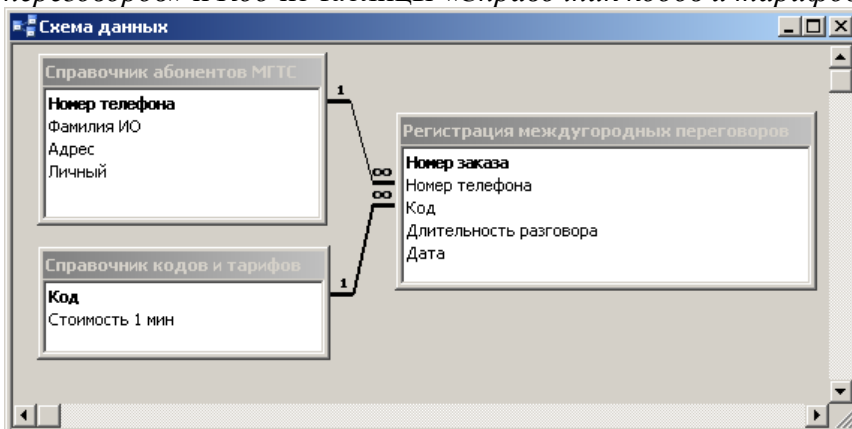 Схема данных
Справочник абонентов МГТС
Номер телефона
Фамилия ИО
Адрес
Личный
1
Регистрация междугородных переговоров
Номер заказа
Номер телефона
Код
Длительность разговора
Дата
∞
∞
Справочник кодов и тарифов
Код
Стоимость 1 мин
1